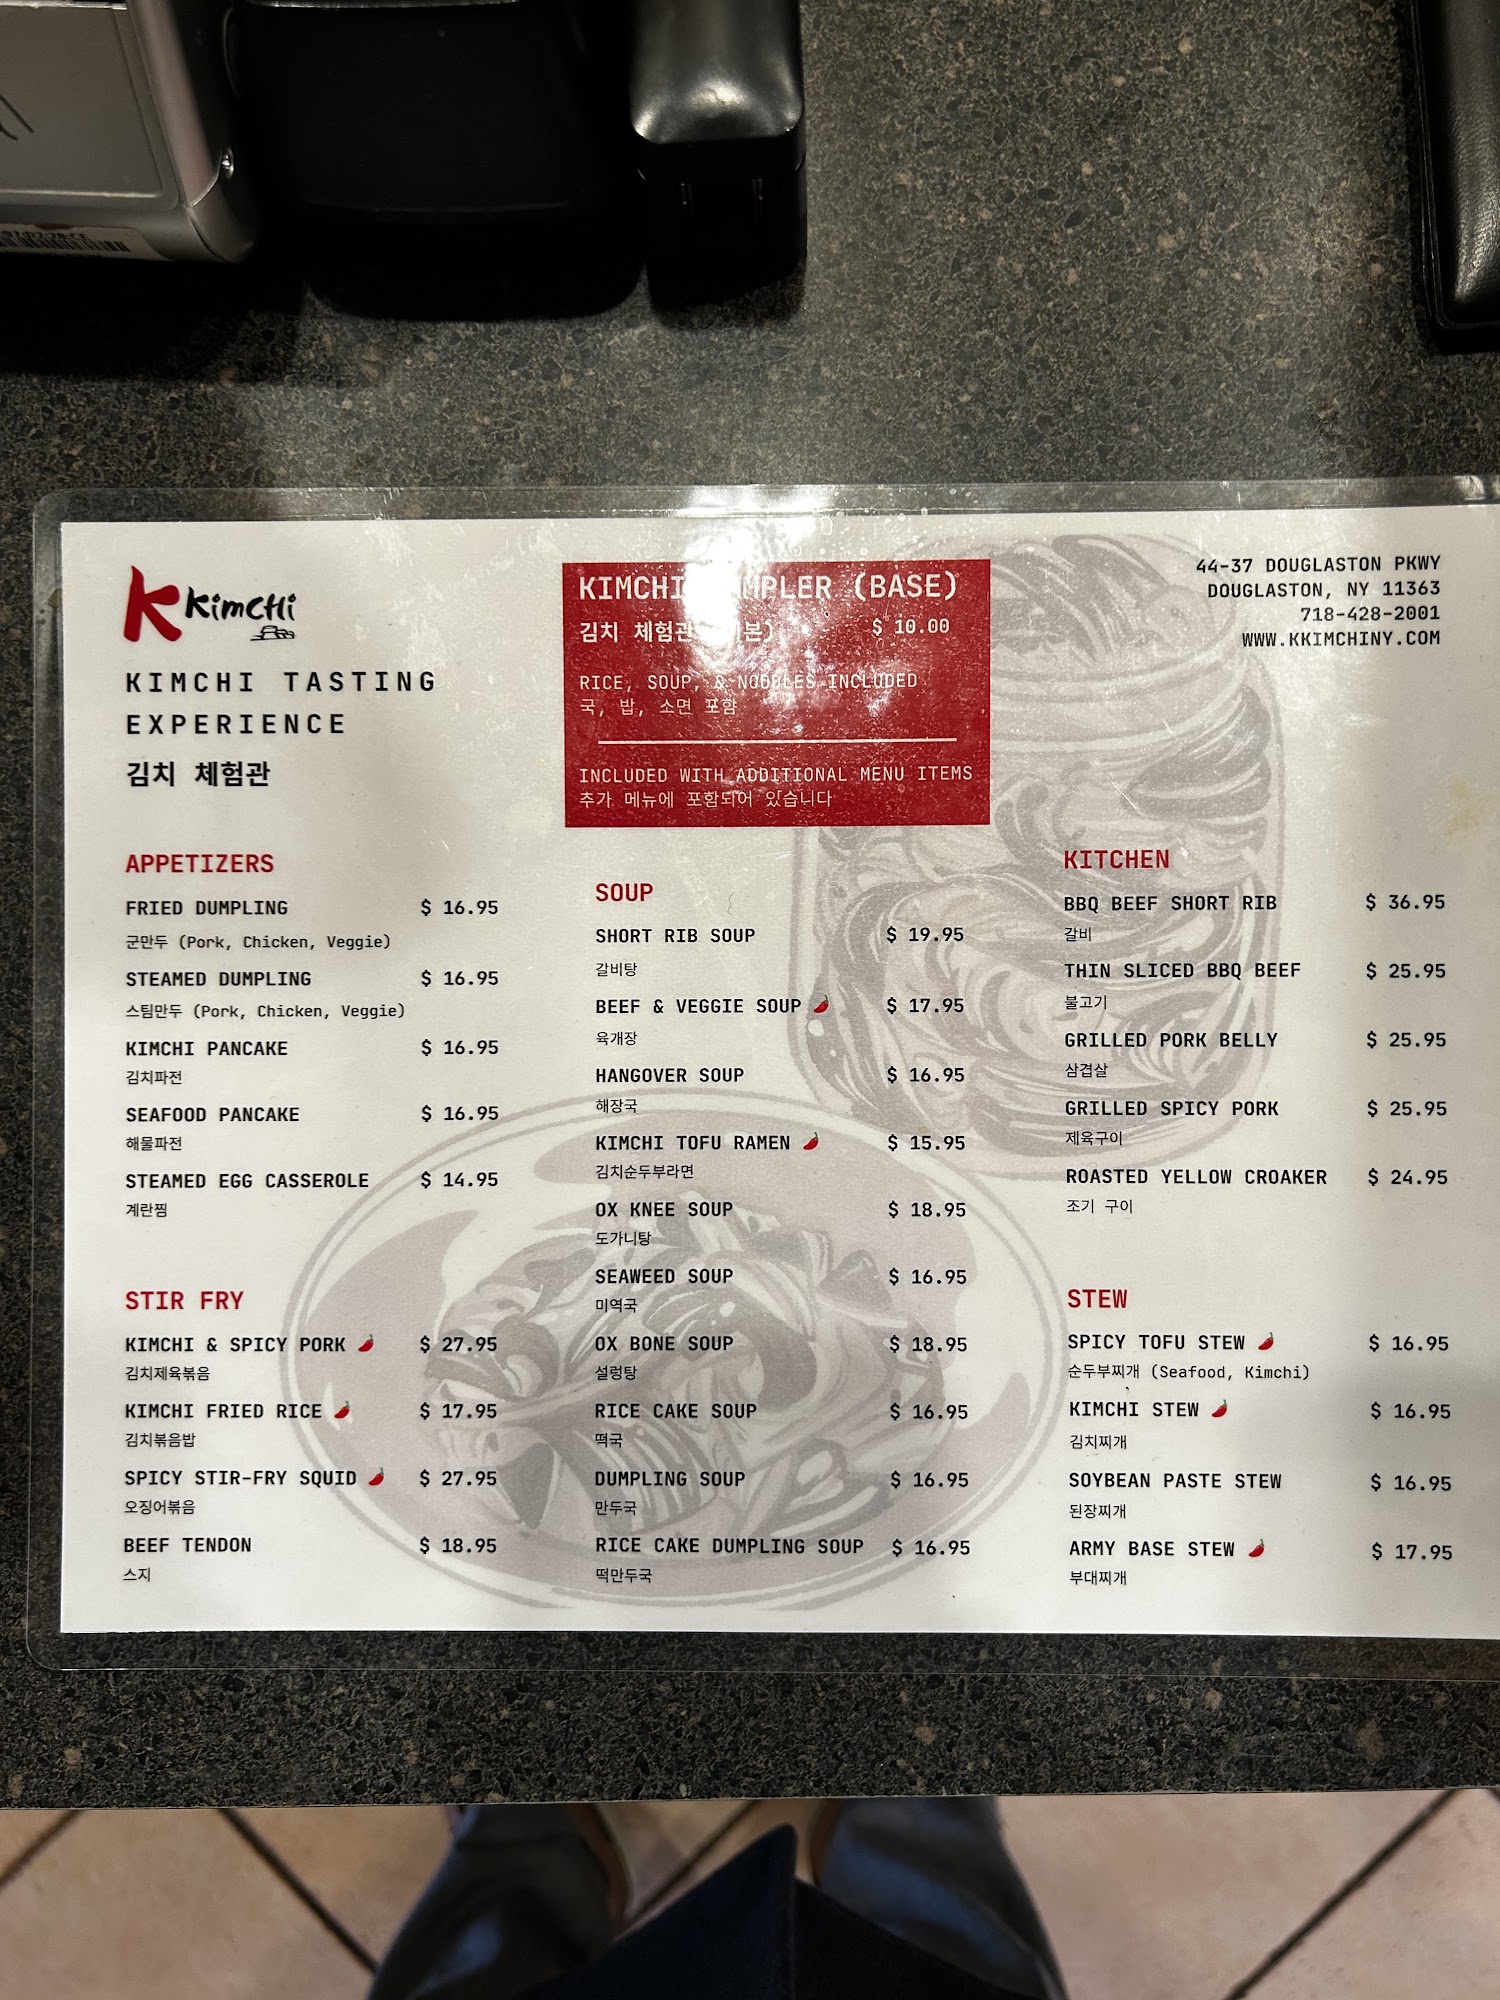 K Kimchi
KIMCHI TASTING
EXPERIENCE
김치 체험관
KIMCHI (BASE)
김치 체험관
$ 10.00
RICE, SOUP, & NOODLES INCLUDED
국, 밥, 소면 포함
INCLUDED WITH ADDITIONAL MENU ITEMS
추가 메뉴에 포함되어 있습니다
44-37 DOUGLASTON PKWY
DOUGLASTON, NY 11363
718-428-2001
WWW.KKIMCHINY.COM
APPETIZERS
FRIED DUMPLING $ 16.95
군만두 (Pork, Chicken, Veggie)
STEAMED DUMPLING $ 16.95
스팀만두 (Pork, Chicken, Veggie)
KIMCHI PANCAKE $ 16.95
김치파전
SEAFOOD PANCAKE $ 16.95
해물파전
STEAMED EGG CASSEROLE $ 14.95
계란찜
STIR FRY
KIMCHI & SPICY PORK 🌶 $ 27.95
김치제육볶음
KIMCHI FRIED RICE 🌶 $ 17.95
김치볶음밥
SPICY STIR-FRY SQUID 🌶 $ 27.95
오징어볶음
BEEF TENDON $ 18.95
스지
SOUP
SHORT RIB SOUP $ 19.95
갈비탕
BEEF & VEGGIE SOUP 🌶 $ 17.95
육개장
HANGOVER SOUP $ 16.95
해장국
KIMCHI TOFU RAMEN 🌶 $ 15.95
김치순두부라면
OX KNEE SOUP $ 18.95
도가니탕
SEAWEED SOUP $ 16.95
미역국
OX BONE SOUP $ 18.95
설렁탕
RICE CAKE SOUP $ 16.95
떡국
DUMPLING SOUP $ 16.95
만두국
RICE CAKE DUMPLING SOUP $ 16.95
떡만두국
KITCHEN
BBQ BEEF SHORT RIB $ 36.95
갈비
THIN SLICED BBQ BEEF $ 25.95
불고기
GRILLED PORK BELLY $ 25.95
삼겹살
GRILLED SPICY PORK $ 25.95
제육구이
ROASTED YELLOW CROAKER $ 24.95
조기 구이
STEW
SPICY TOFU STEW 🌶 $ 16.95
순두부찌개 (Seafood, Kimchi)
KIMCHI STEW 🌶 $ 16.95
김치찌개
SOYBEAN PASTE STEW $ 16.95
된장찌개
ARMY BASE STEW 🌶 $ 17.95
부대찌개